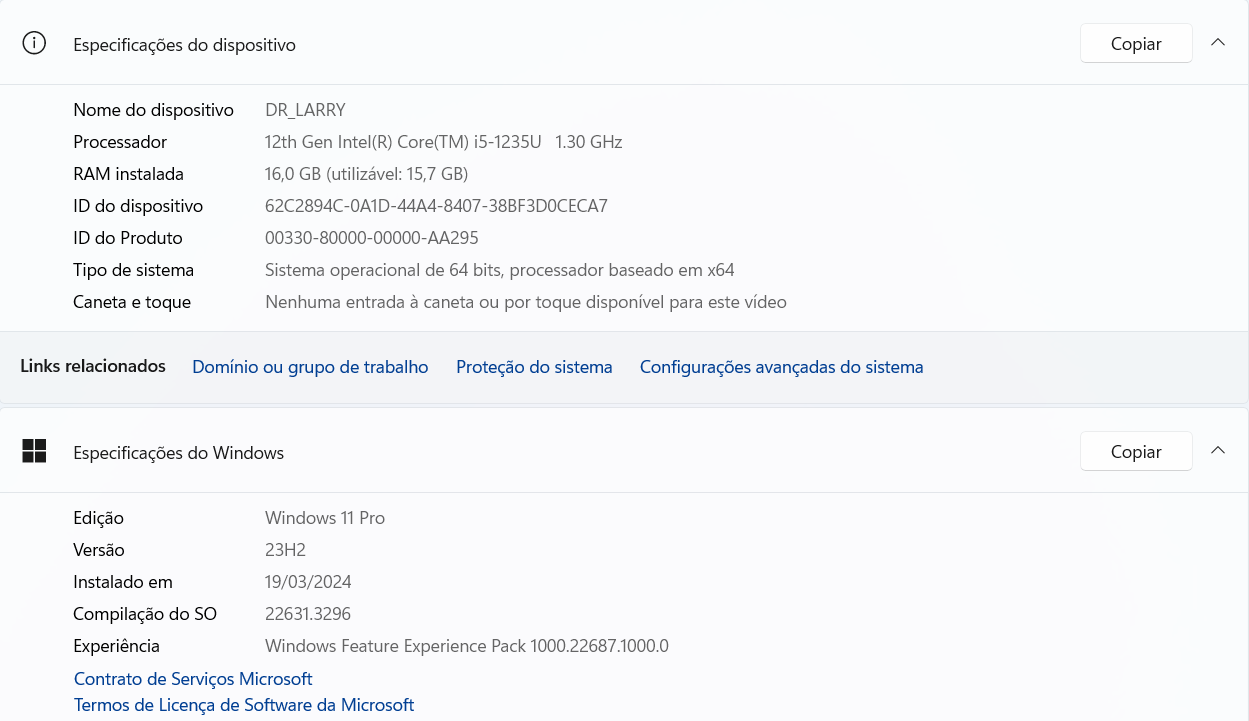 Especificações do dispositivo Copiar
Nome do dispositivo DR_LARRY
Processador 12th Gen Intel(R) Core(TM) i5-1235U 1.30 GHz
RAM instalada 16,0 GB (utilizável: 15,7 GB)
ID do dispositivo 62C2894C-0A1D-44A4-8407-38BF3D0CECA7
ID do Produto 00330-80000-00000-AA295
Tipo de sistema Sistema operacional de 64 bits, processador baseado em x64
Caneta e toque Nenhuma entrada à caneta ou por toque disponível para este vídeo
Links relacionados Domínio ou grupo de trabalho Proteção do sistema Configurações avançadas do sistema
Especificações do Windows Copiar
Edição Windows 11 Pro
Versão 23H2
Instalado em 19/03/2024
Compilação do SO 22631.3296
Experiência Windows Feature Experience Pack 1000.22687.1000.0
Contrato de Serviços Microsoft
Termos de Licença de Software da Microsoft